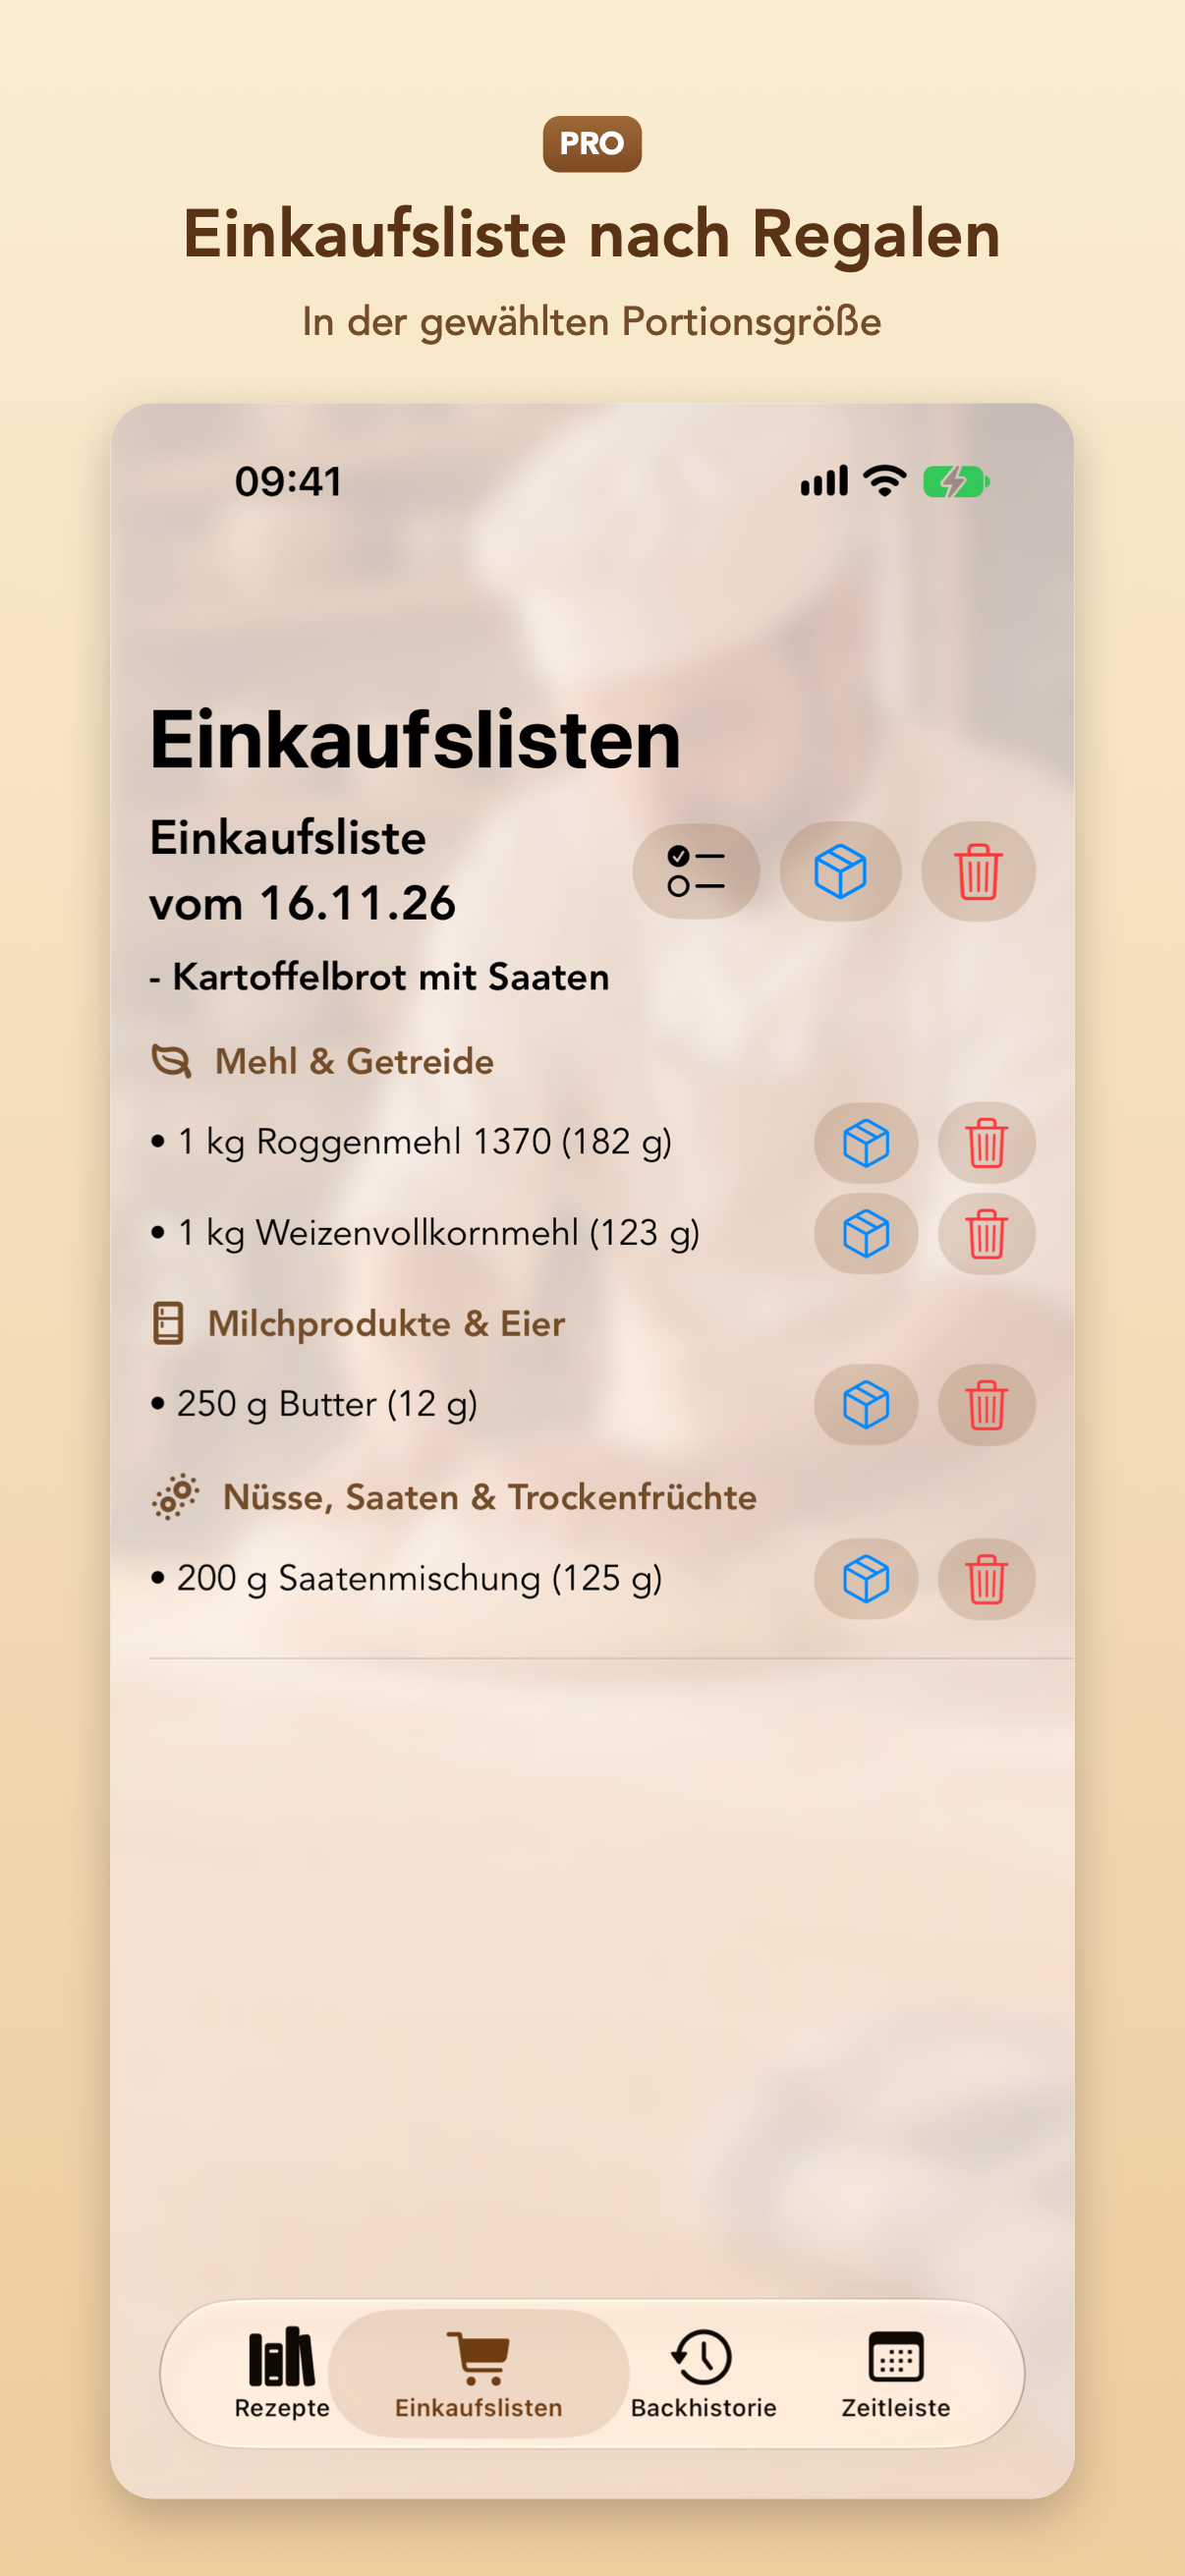 PRO
Einkaufsliste nach Regalen
In der gewählten Portionsgröße
09:41
Einkaufslisten
Einkaufsliste
vom 16.11.26
- Kartoffelbrot mit Saaten
Mehl & Getreide
• 1 kg Roggenmehl 1370 (182 g)
• 1 kg Weizenvollkornmehl (123 g)
Milchprodukte & Eier
• 250 g Butter (12 g)
Nüsse, Saaten & Trockenfrüchte
• 200 g Saatenmischung (125 g)
Rezepte
Einkaufslisten
Backhistorie
Zeitleiste